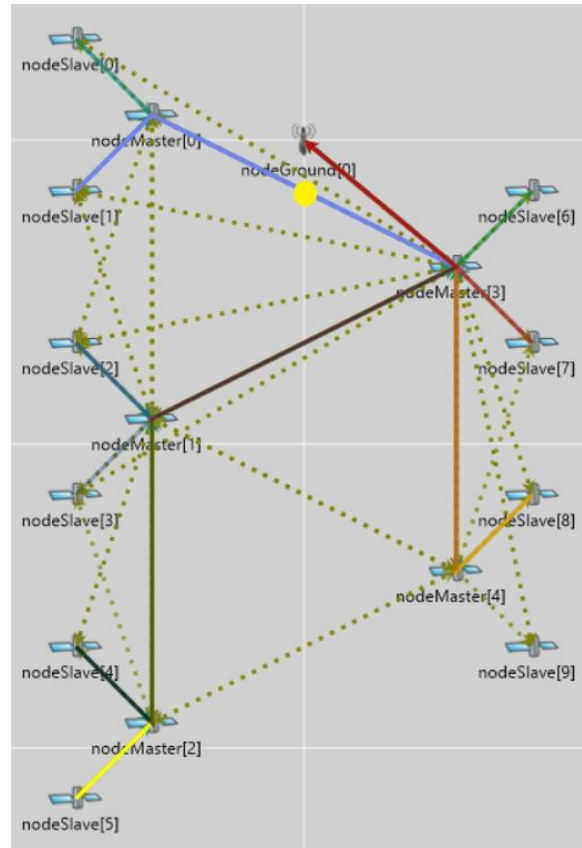 nodeSlave[0]
nodeMaster[0]
nodeGround[0]
nodeSlave[1]
nodeSlave[6]
nodeMaster[3]
nodeSlave[2]
nodeSlave[7]
nodeMaster[1]
nodeSlave[3]
nodeSlave[8]
nodeMaster[4]
nodeSlave[4]
nodeSlave[9]
nodeMaster[2]
nodeSlave[5]